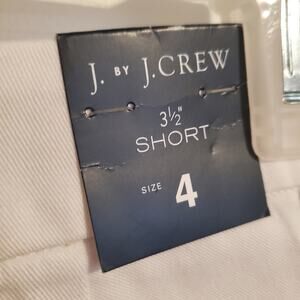 J. BY J.CREW
3½"
SHORT
SIZE 4